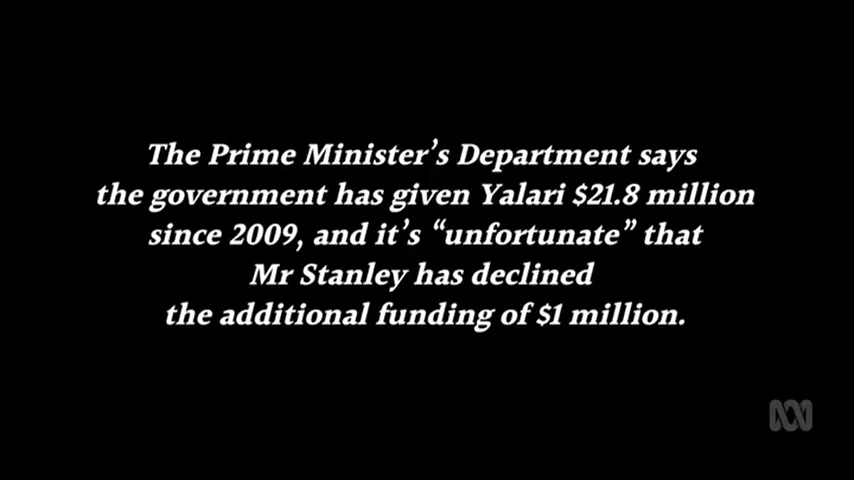 The Prime Minister's Department says
the government has given Yalari $21.8 million
since 2009, and it's “unfortunate” that
Mr Stanley has declined
the additional funding of $1 million.